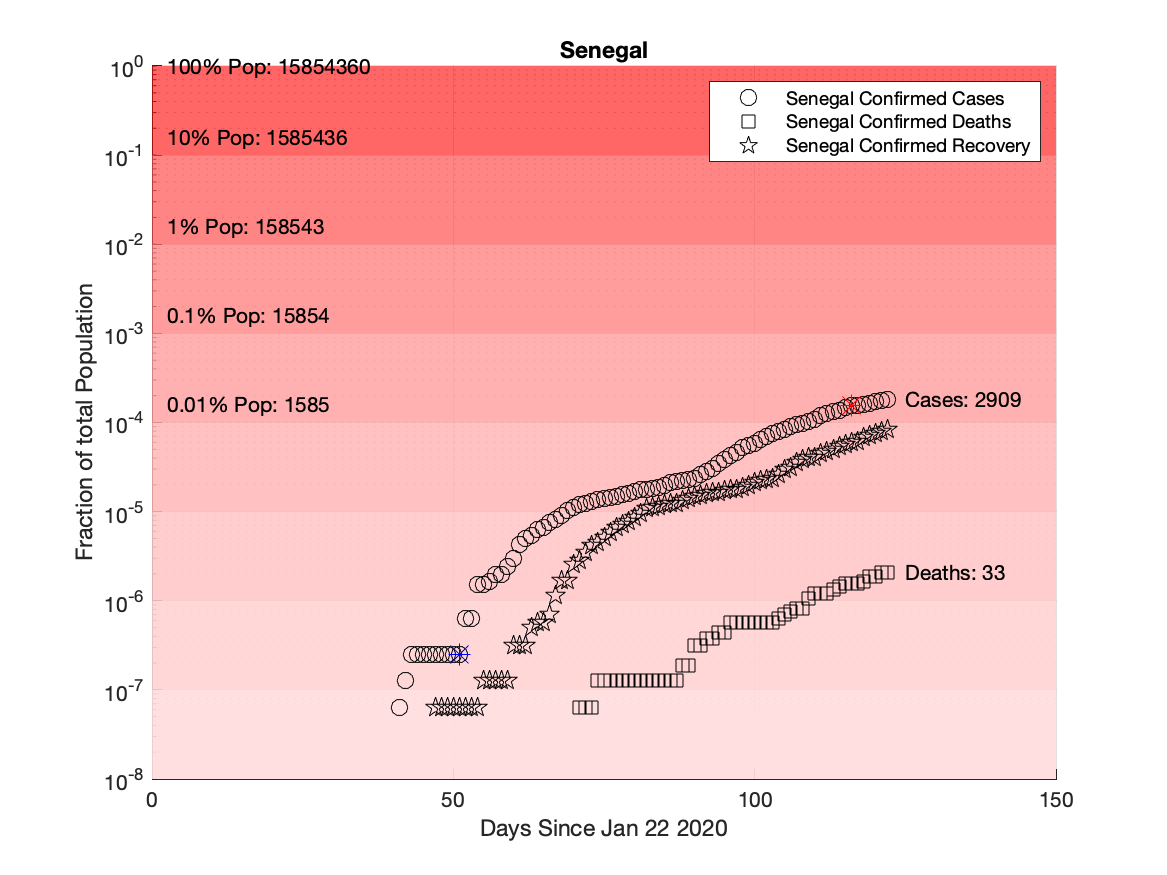 Senegal
10^0
100% Pop: 15854360
Senegal Confirmed Cases
Senegal Confirmed Deaths
Senegal Confirmed Recovery
10% Pop: 1585436
10^-1
1% Pop: 158543
10^-2
0.1% Pop: 15854
10^-3
0.01% Pop: 1585
Cases: 2909
10^-4
10^-5
Deaths: 33
10^-6
10^-7
10^-8
Fraction of total Population
0 50 100 150
Days Since Jan 22 2020